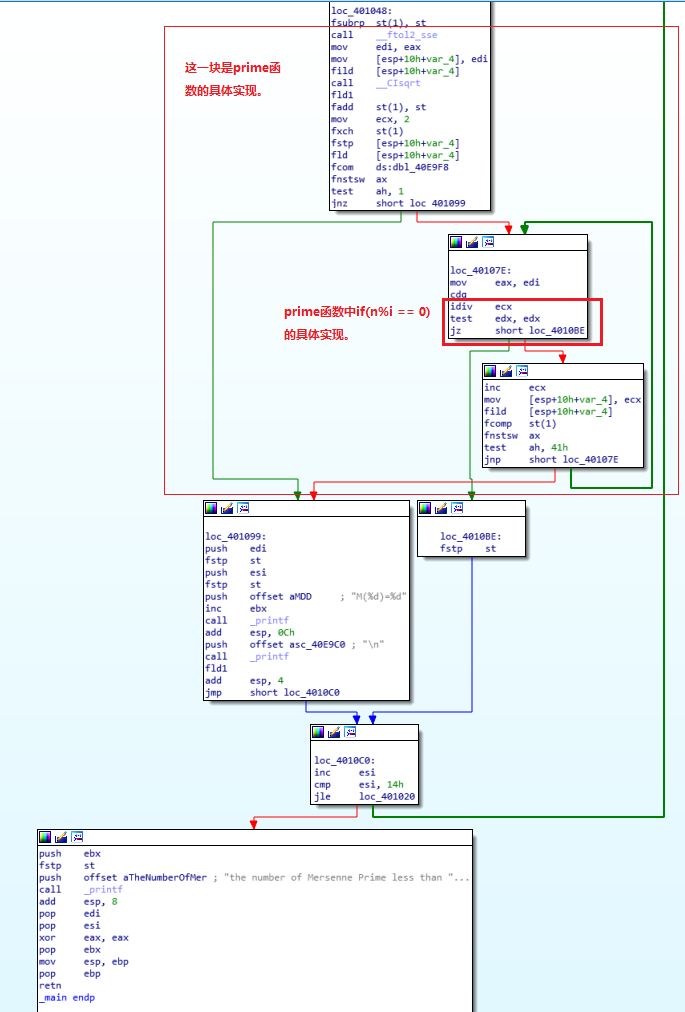 loc_401048:
fsubrp st(1), st
call __ftol2_sse
mov edi, eax
mov [esp+10h+var_4], edi
fild [esp+10h+var_4]
call __CIsqrt
fld1
fadd st(1), st
mov ecx, 2
fxch st(1)
fstp [esp+10h+var_4]
fld [esp+10h+var_4]
fcom ds:dbl_40E9F8
fnstsw ax
test ah, 1
jnz short loc_401099
这一块是prime函
数的具体实现。
loc_40107E:
mov eax, edi
cdq
idiv ecx
test edx, edx
jz short loc_4010BE
prime函数中if(n%i == 0)
的具体实现。
inc ecx
mov [esp+10h+var_4], ecx
fild [esp+10h+var_4]
fcomp st(1)
fnstsw ax
test ah, 41h
jnp short loc_40107E
loc_401099:
push edi
fstp st
push esi
fstp st
push offset aMDD ; "M(%d)=%d"
inc ebx
call _printf
add esp, 0Ch
push offset asc_40E9C0 ; "\n"
call _printf
fld1
add esp, 4
jmp short loc_4010C0
loc_4010BE:
fstp st
loc_4010C0:
inc esi
cmp esi, 14h
jle loc_401020
push ebx
fstp st
push offset aTheNumberOfMer ; "the number of Mersenne Prime less than "...
call _printf
add esp, 8
pop edi
pop esi
xor eax, eax
pop ebx
mov esp, ebp
pop ebp
retn
_main endp